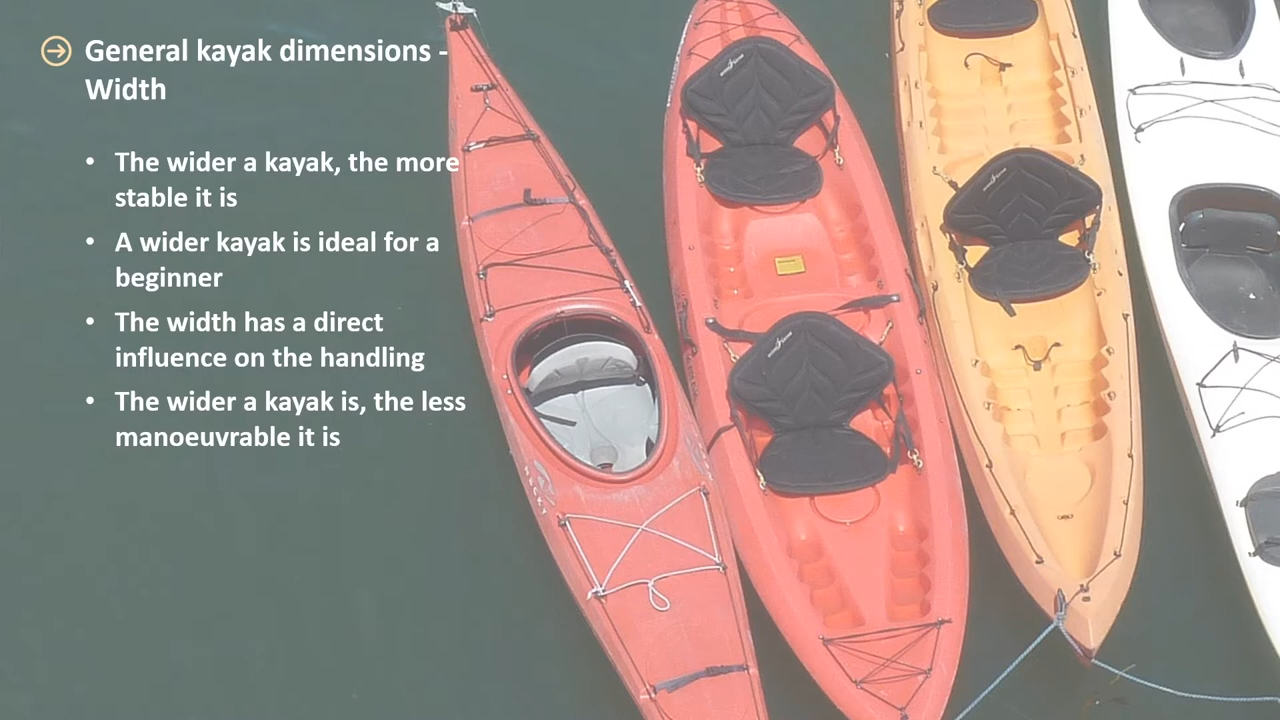 General kayak dimensions -
Width
• The wider a kayak, the more
stable it is
• A wider kayak is ideal for a
beginner
• The width has a direct
influence on the handling
• The wider a kayak is, the less
manoeuvrable it is